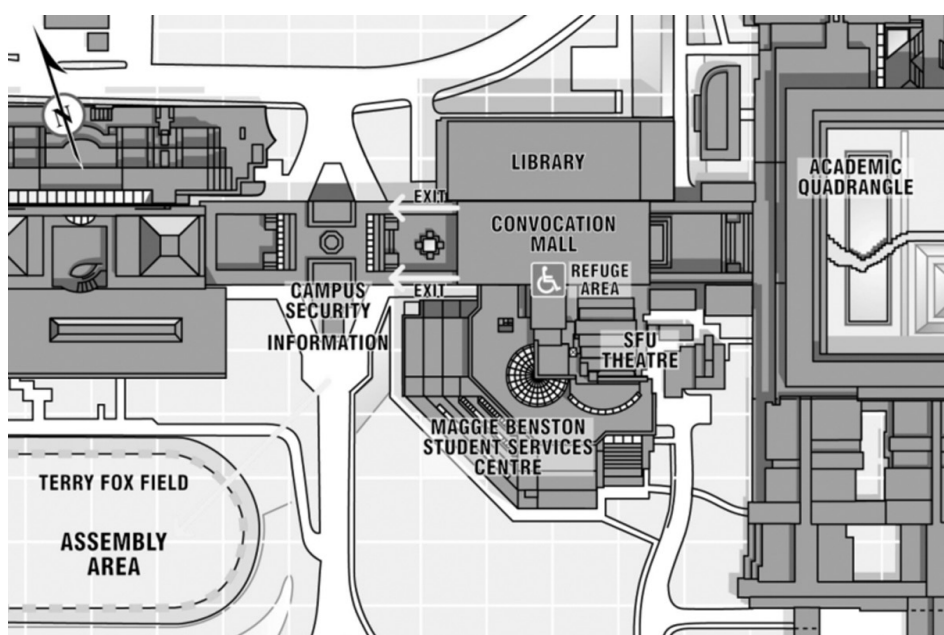 N
LIBRARY
ACADEMIC
QUADRANGLE
EXIT
CONVOCATION
MALL
REFUGE
AREA
EXIT
CAMPUS
SECURITY
INFORMATION
SFU
THEATRE
MAGGIE BENSTON
STUDENT SERVICES
CENTRE
TERRY FOX FIELD
ASSEMBLY
AREA